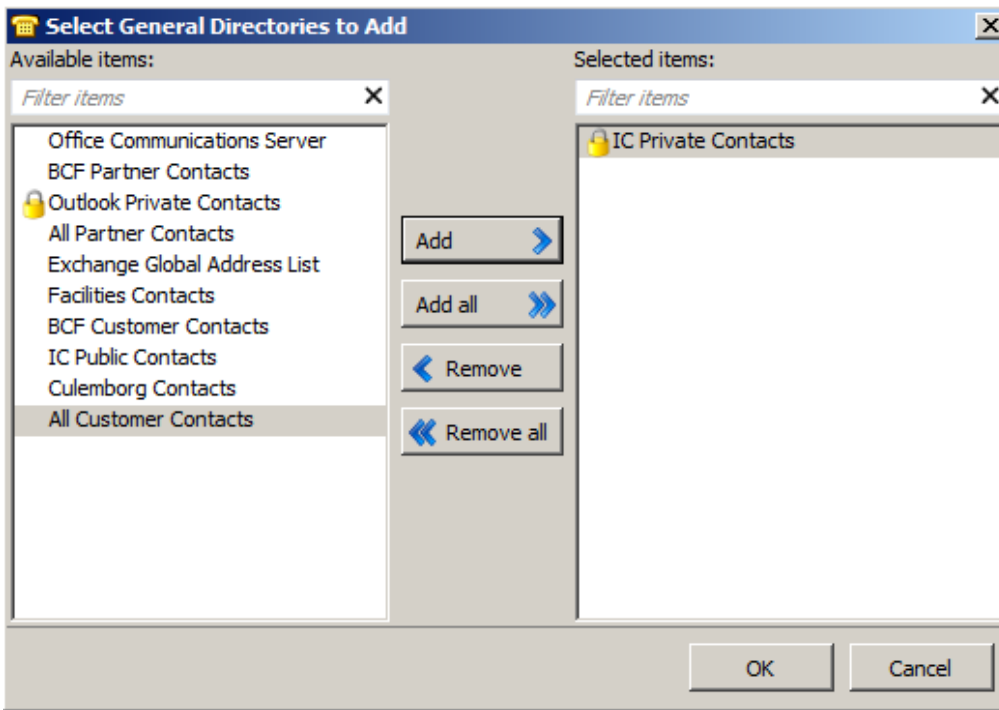 Select General Directories to Add
Available items:
Filter items
Office Communications Server
BCF Partner Contacts
Outlook Private Contacts
All Partner Contacts
Exchange Global Address List
Facilities Contacts
BCF Customer Contacts
IC Public Contacts
Culemborg Contacts
All Customer Contacts
Add
Add all
Remove
Remove all
Selected items:
Filter items
IC Private Contacts
OK
Cancel